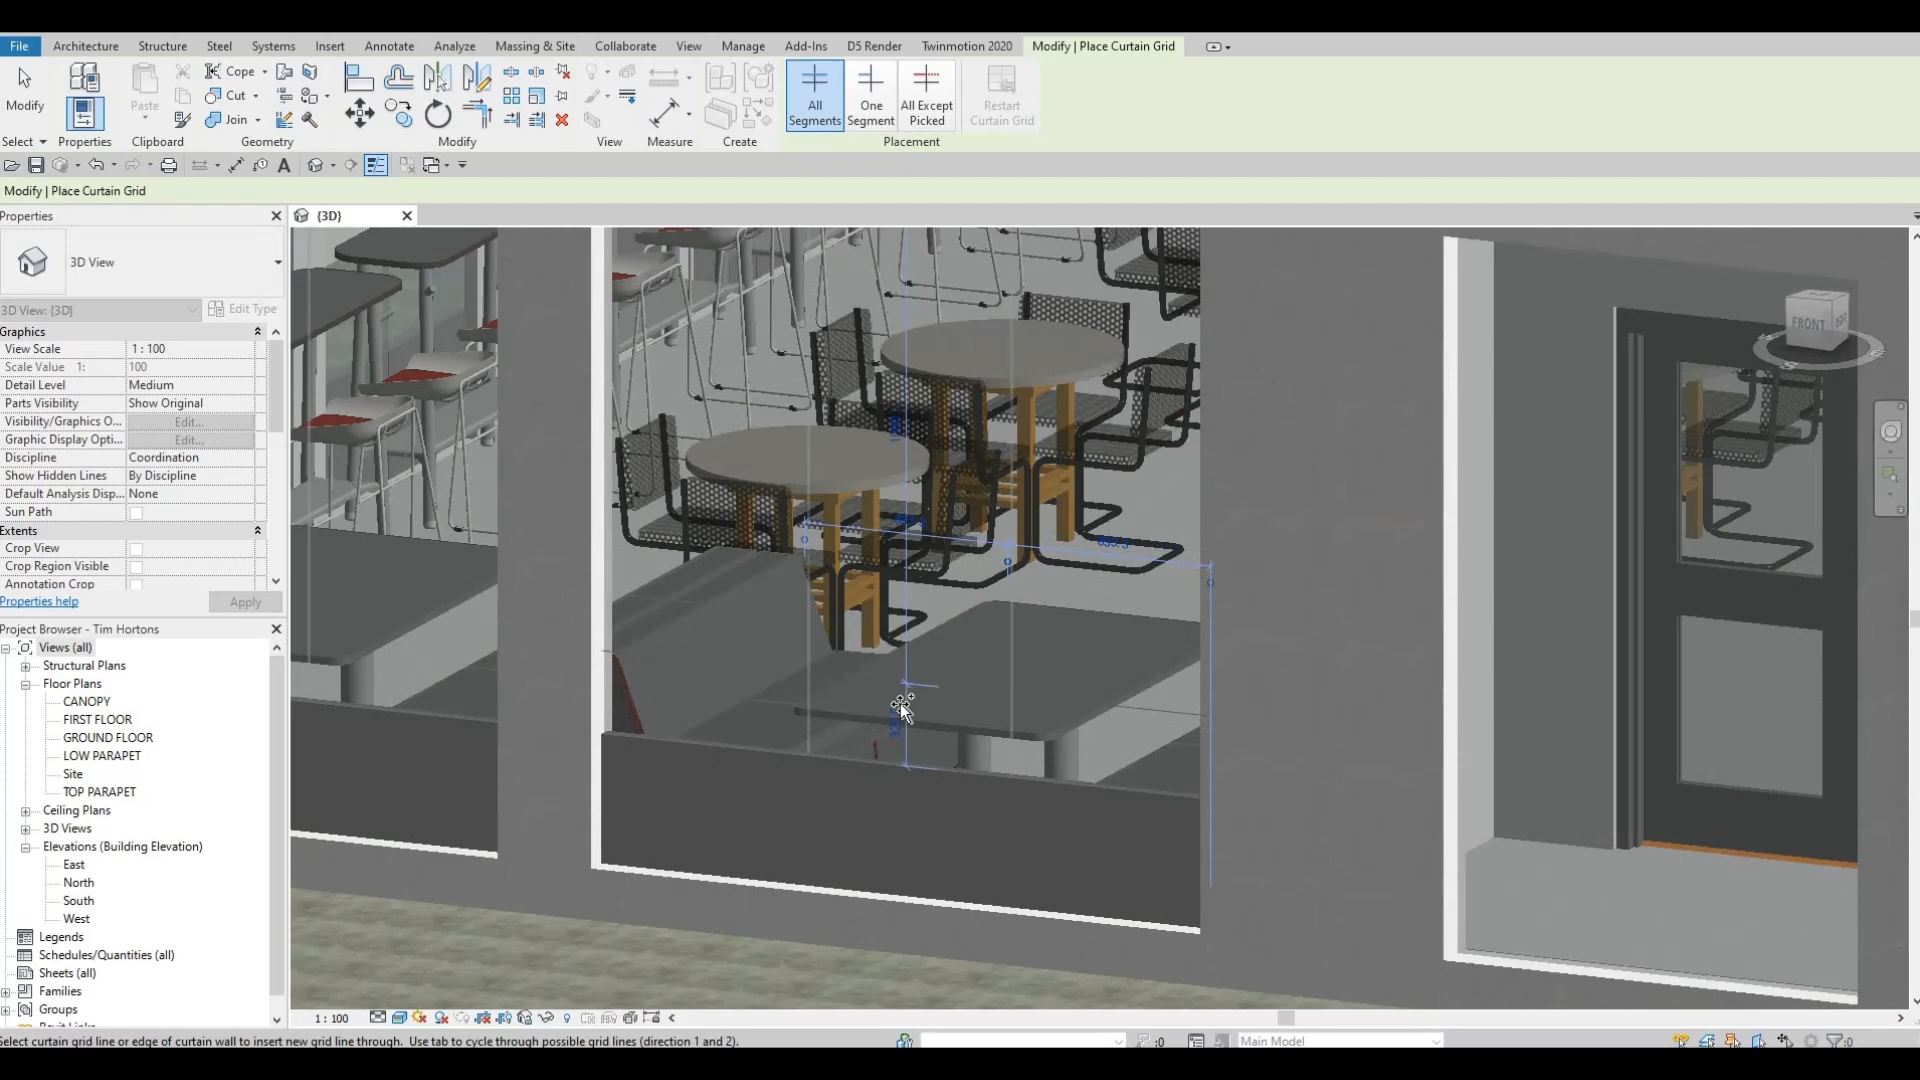 File Architecture Structure Steel Systems Insert Annotate Analyze Massing & Site Collaborate View Manage Add-Ins D5 Render Twinmotion 2020 Modify | Place Curtain Grid
Modify
Paste
Cope
Cut
Join
All Segments
One Segment
All Except Picked
Restart Curtain Grid
Select Properties Clipboard Geometry Modify View Measure Create Placement
Modify | Place Curtain Grid
Properties
{3D}
3D View
3D View: {3D} Edit Type
Graphics
View Scale 1 : 100
Scale Value 1: 100
Detail Level Medium
Parts Visibility Show Original
Visibility/Graphics O... Edit...
Graphic Display Opti... Edit...
Discipline Coordination
Show Hidden Lines By Discipline
Default Analysis Disp... None
Sun Path
Extents
Crop View
Crop Region Visible
Annotation Crop
Properties help Apply
Project Browser - Tim Hortons
Views (all)
Structural Plans
Floor Plans
CANOPY
FIRST FLOOR
GROUND FLOOR
LOW PARAPET
Site
TOP PARAPET
Ceiling Plans
3D Views
Elevations (Building Elevation)
East
North
South
West
Legends
Schedules/Quantities (all)
Sheets (all)
Families
Groups
Revit Links
FRONT
1 : 100
Select curtain grid line or edge of curtain wall to insert new grid line through. Use tab to cycle through possible grid lines (direction 1 and 2).
:0
Main Model
:0